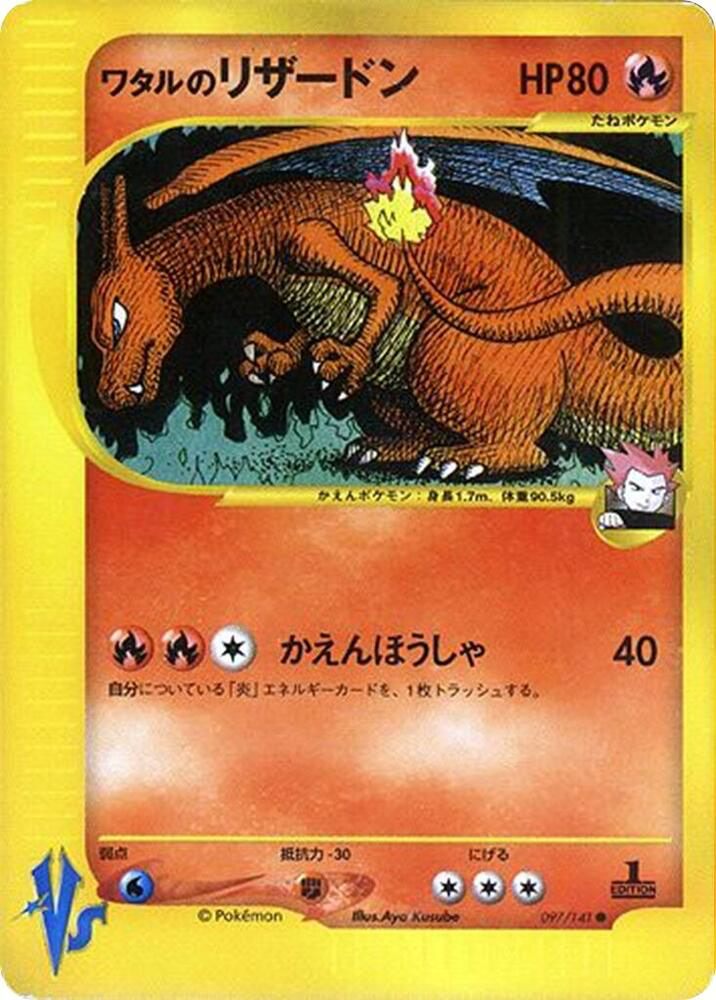 ワタルのリザードン HP80
たねポケモン
かえんポケモン：身長1.7m、体重90.5kg
かえんほうしゃ 40
自分についている「炎」エネルギーカードを、1枚トラッシュする。
弱点 抵抗力-30 にげる
1
EDITION
VS
©Pokémon Illus.Aya Kusube 097/141 ●